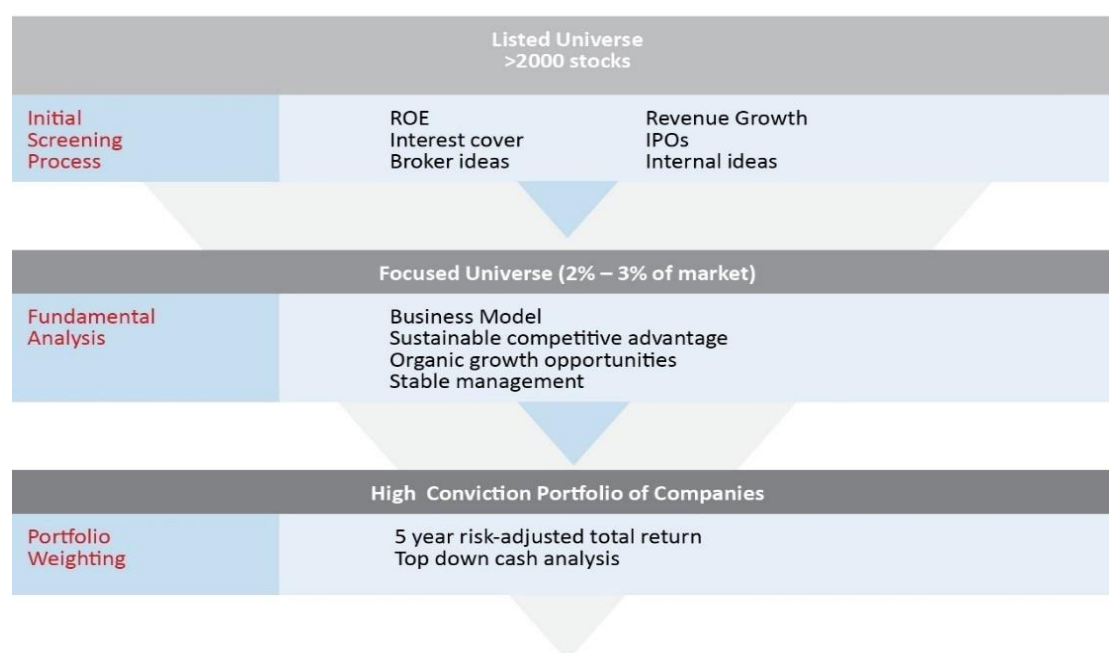 Listed Universe
>2000 stocks
Initial
Screening
Process
ROE
Interest cover
Broker ideas
Revenue Growth
IPOs
Internal ideas
Focused Universe (2% – 3% of market)
Fundamental
Analysis
Business Model
Sustainable competitive advantage
Organic growth opportunities
Stable management
High Conviction Portfolio of Companies
Portfolio
Weighting
5 year risk-adjusted total return
Top down cash analysis